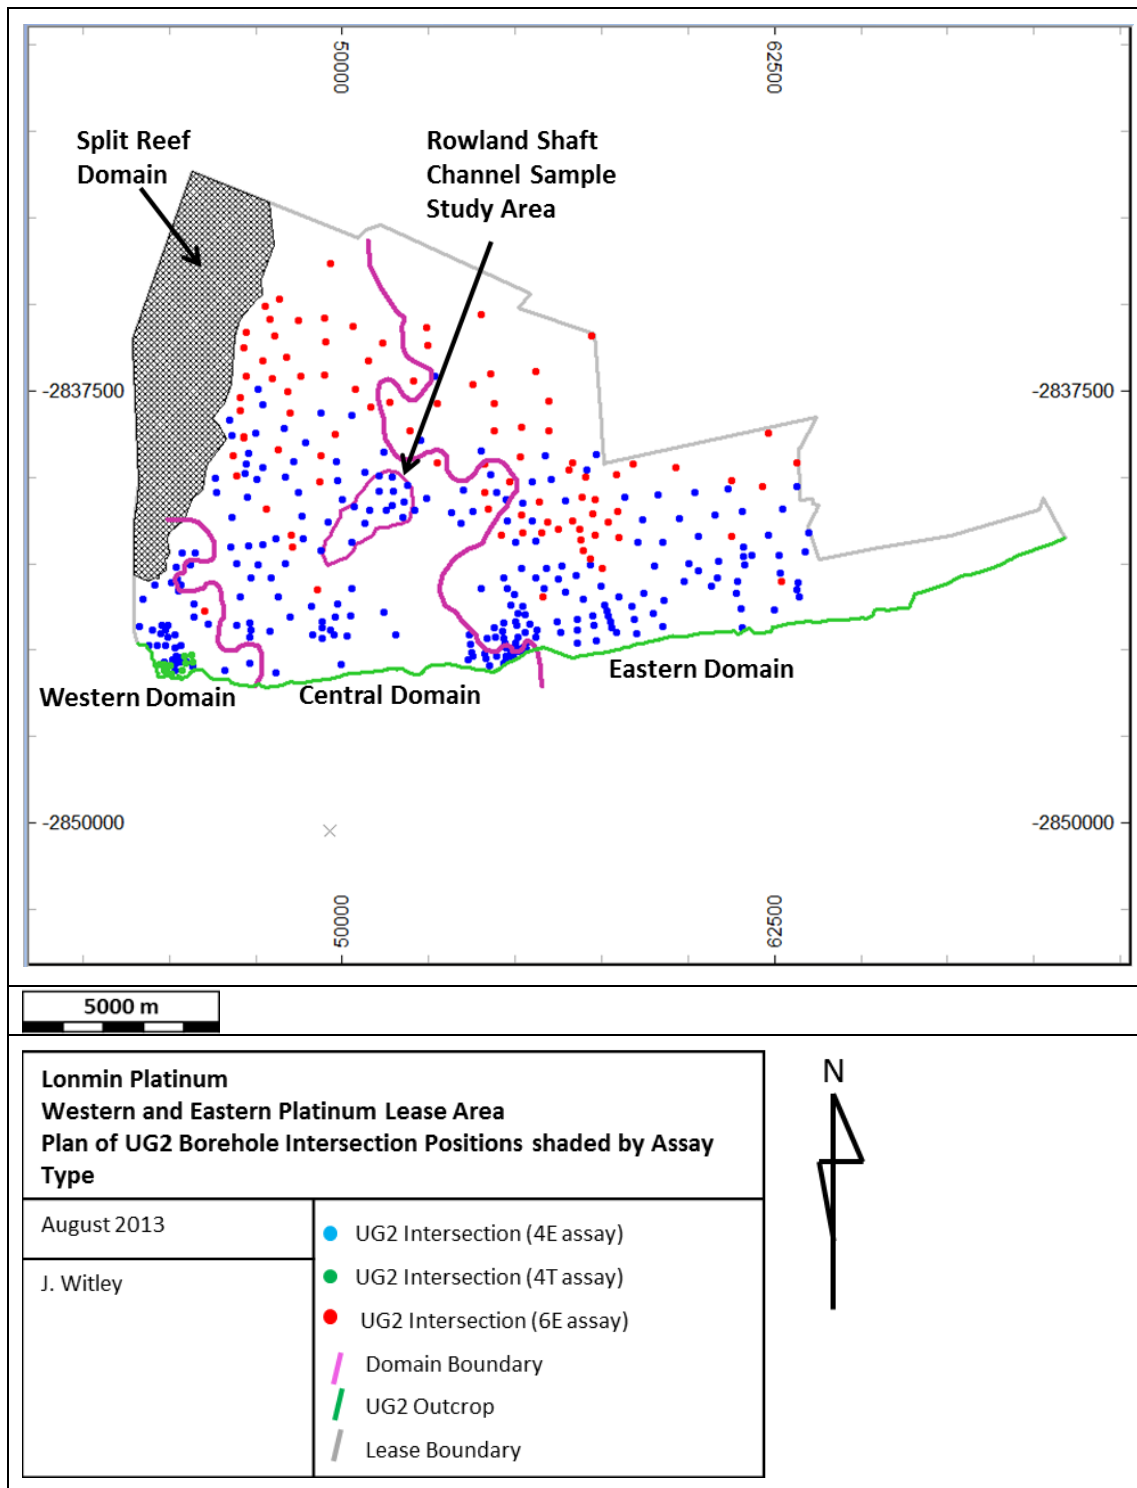 50000
62500
Split Reef
Domain
Rowland Shaft
Channel Sample
Study Area
-2837500
-2837500
Eastern Domain
Western Domain
Central Domain
-2850000
-2850000
50000
62500
5000 m
Lonmin Platinum
Western and Eastern Platinum Lease Area
Plan of UG2 Borehole Intersection Positions shaded by Assay
Type
August 2013
J. Witley
UG2 Intersection (4E assay)
UG2 Intersection (4T assay)
UG2 Intersection (6E assay)
Domain Boundary
UG2 Outcrop
Lease Boundary
N